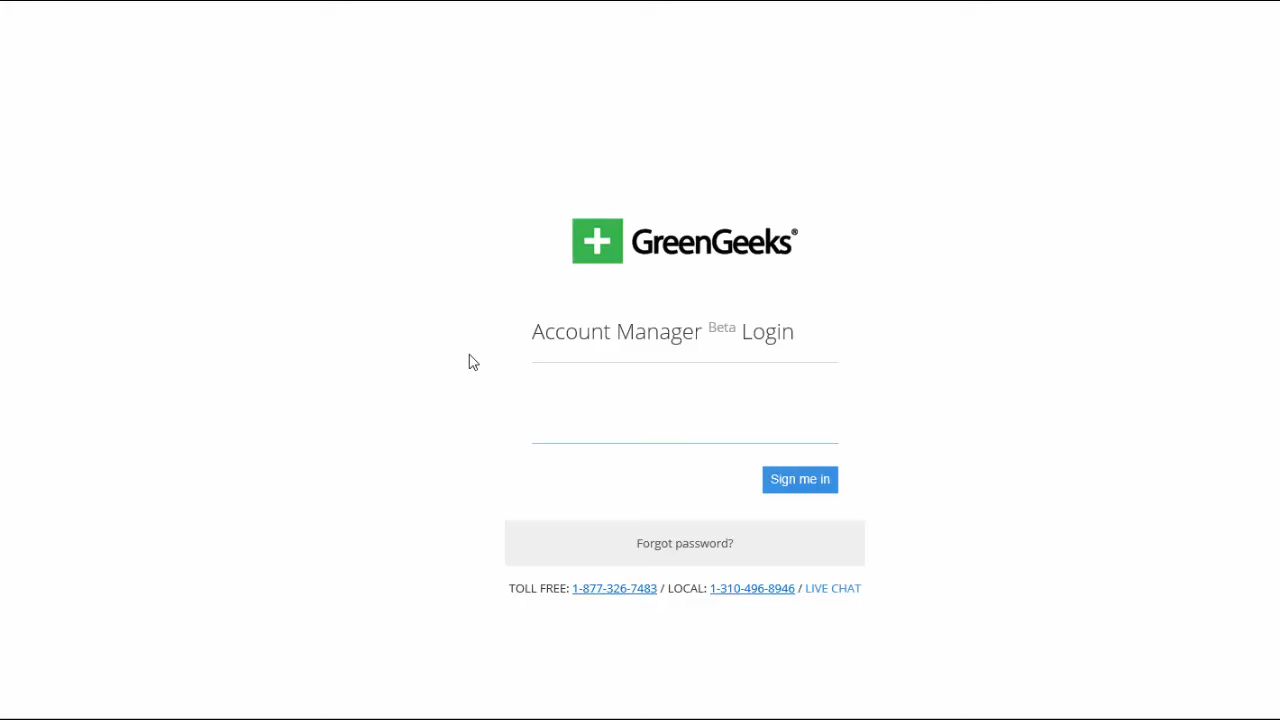 GreenGeeks®
Account Manager Beta Login
Sign me in
Forgot password?
TOLL FREE: 1-877-326-7483 / LOCAL: 1-310-496-8946 / LIVE CHAT